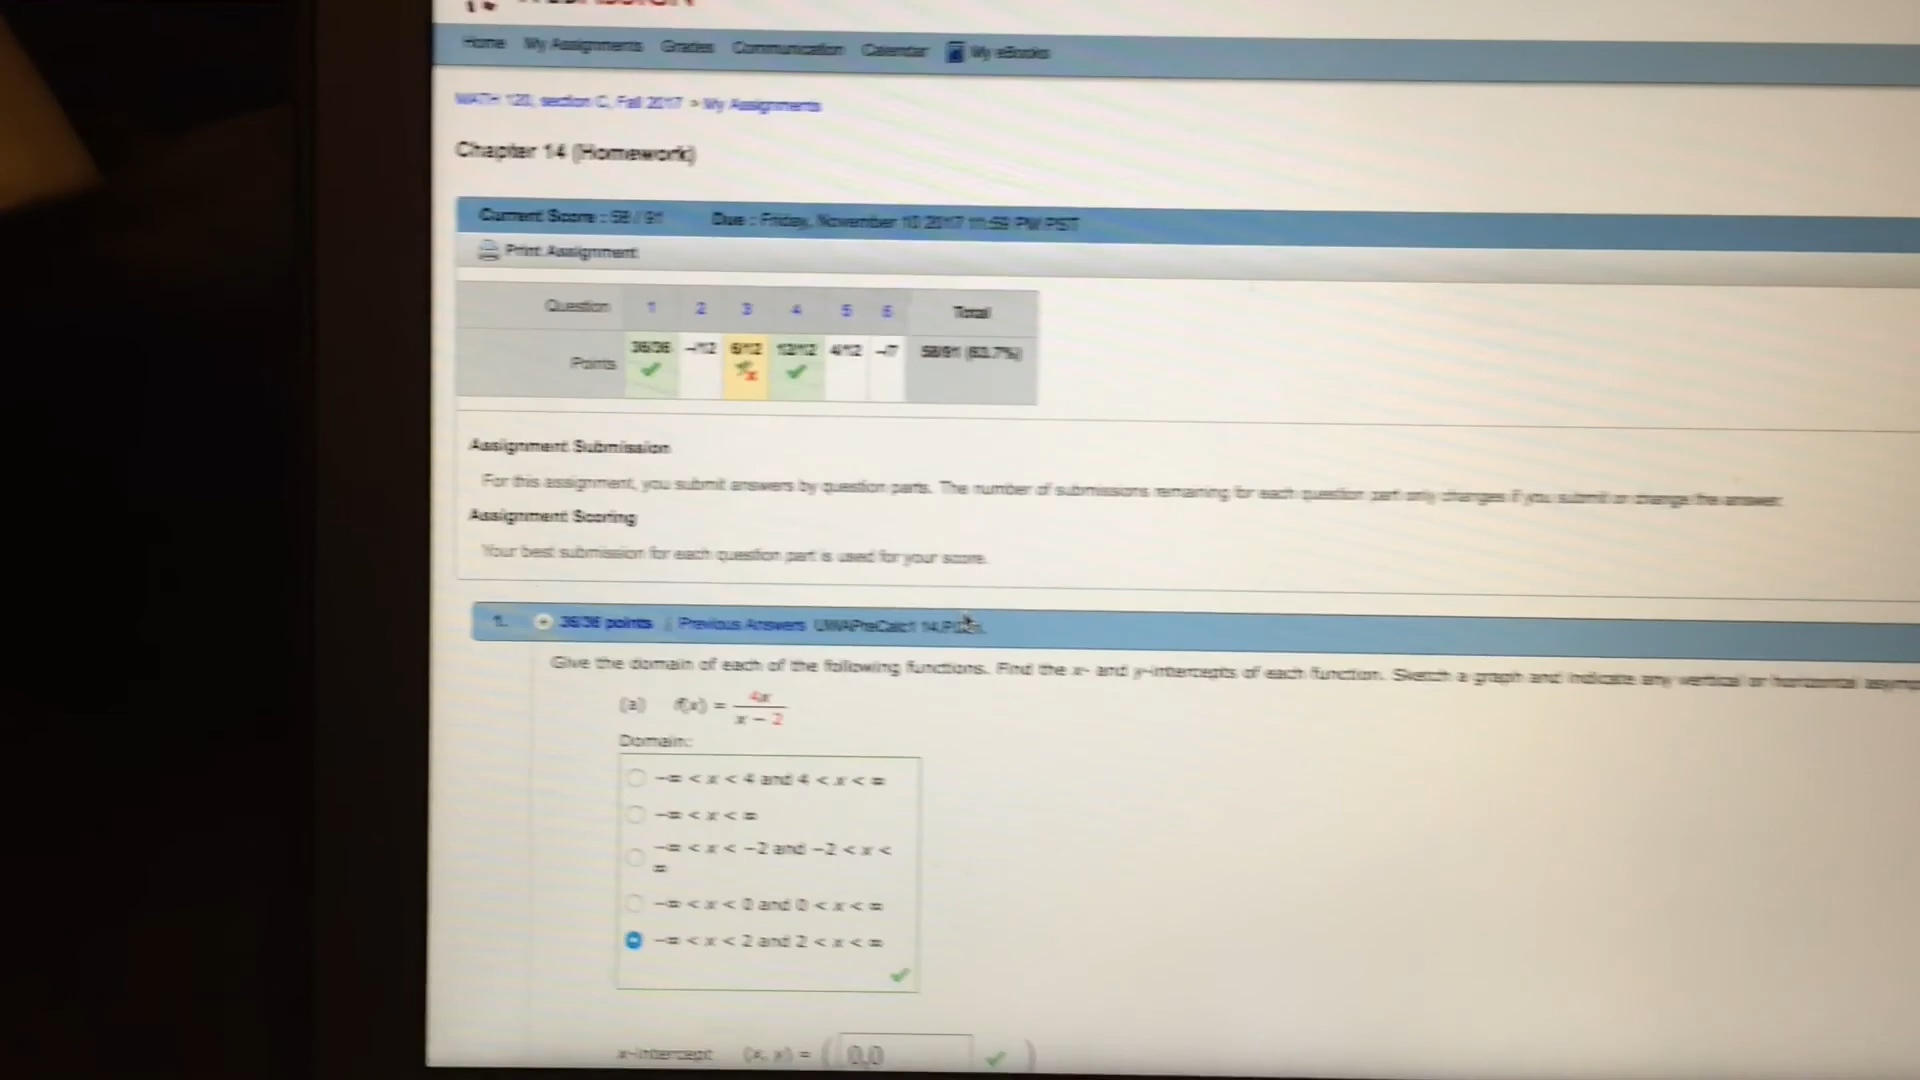 Home My Assignments Grades Communication Calendar My eBooks
MATH 120, section C, Fall 2017 > My Assignments
Chapter 14 (Homework)
Current Score : 58 / 91 Due : Friday, November 10 2017 11:59 PM PST
Print Assignment
Question 1 2 3 4 5 6 Total
Points 36/36 –/12 6/12 12/12 4/12 –/7 58/91 (63.7%)
Assignment Submission
For this assignment, you submit answers by question parts. The number of submissions remaining for each question part only changes if you submit or change the answer.
Assignment Scoring
Your best submission for each question part is used for your score.
1. 36/36 points | Previous Answers UWAPreCalc1
Give the domain of each of the following functions. Find the x- and y-intercepts of each function. Sketch a graph and indicate any vertical or horizontal
(a) f(x) = 4x
x − 2
Domain:
−∞ < x < 4 and 4 < x < ∞
−∞ < x < ∞
−∞ < x < −2 and −2 < x <
∞
−∞ < x < 0 and 0 < x < ∞
−∞ < x < 2 and 2 < x < ∞
x-intercept (x, y) = ( 0,0 )